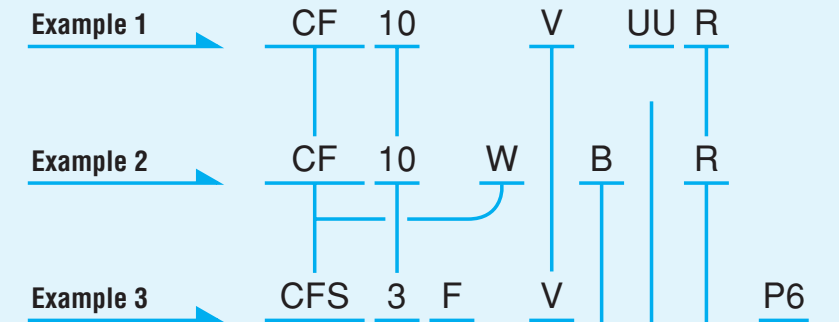 Example 1 CF 10 V UU R
Example 2 CF 10 W B R
Example 3 CFS 3 F V P6